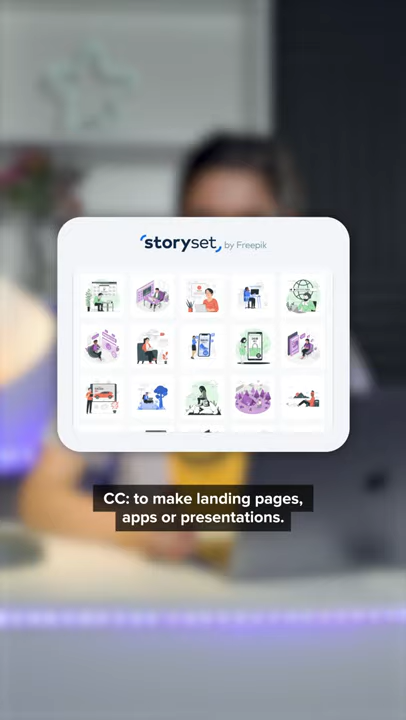 storyset by Freepik
CC: to make landing pages,
apps or presentations.